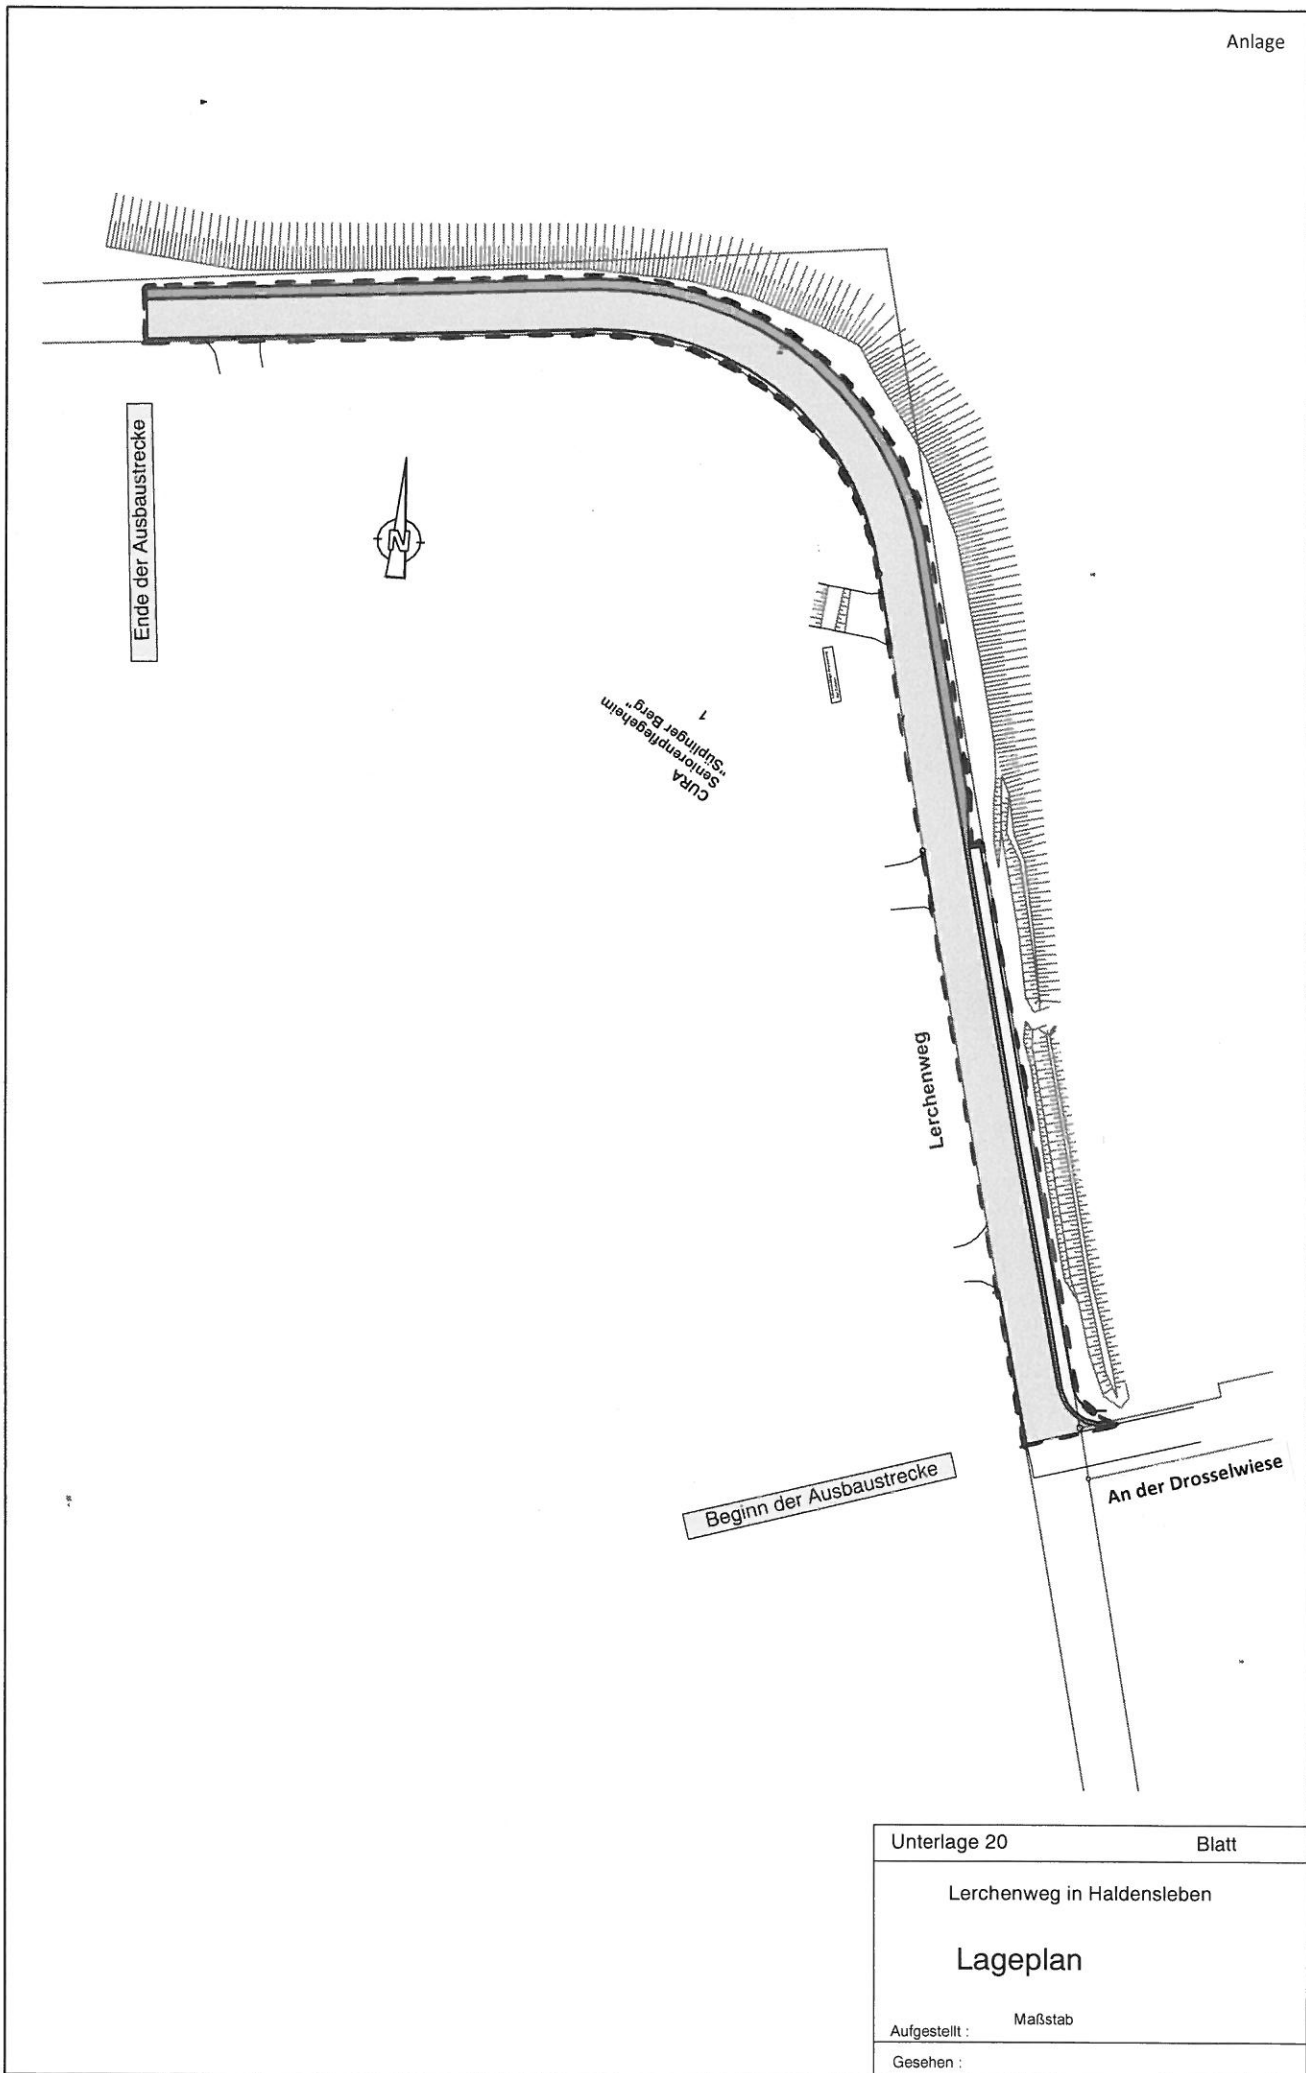 Anlage
Ende der Ausbaustrecke
N
CURA
Seniorenpflegeheim
"Süplinger Berg"
1
Lerchenweg
Beginn der Ausbaustrecke
An der Drosselwiese
Unterlage 20 Blatt
Lerchenweg in Haldensleben
Lageplan
Maßstab
Aufgestellt :
Gesehen :